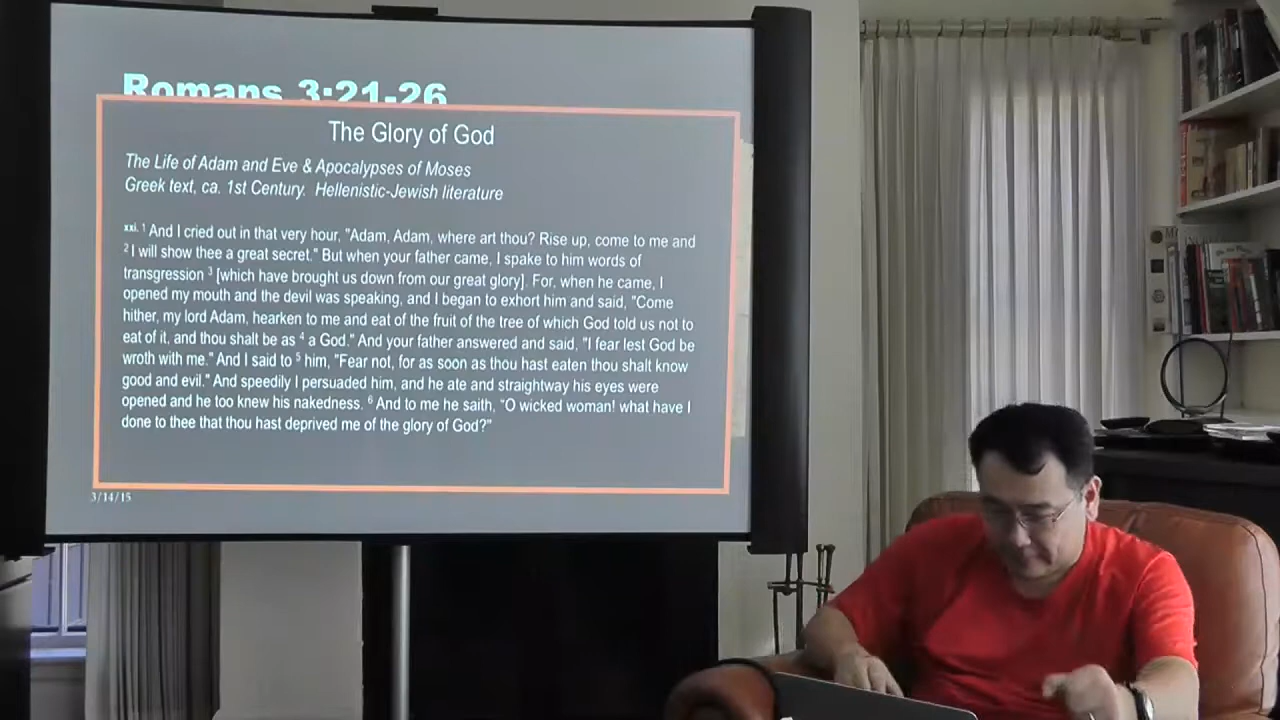 Romans 3:21-26
The Glory of God
The Life of Adam and Eve & Apocalypses of Moses
Greek text, ca. 1st Century. Hellenistic-Jewish literature
xxi. 1 And I cried out in that very hour, "Adam, Adam, where art thou? Rise up, come to me and
2 I will show thee a great secret." But when your father came, I spake to him words of
transgression 3 [which have brought us down from our great glory]. For, when he came, I
opened my mouth and the devil was speaking, and I began to exhort him and said, "Come
hither, my lord Adam, hearken to me and eat of the fruit of the tree of which God told us not to
eat of it, and thou shalt be as 4 a God." And your father answered and said, "I fear lest God be
wroth with me." And I said to 5 him, "Fear not, for as soon as thou hast eaten thou shalt know
good and evil." And speedily I persuaded him, and he ate and straightway his eyes were
opened and he too knew his nakedness. 6 And to me he saith, "O wicked woman! what have I
done to thee that thou hast deprived me of the glory of God?"
3/14/15